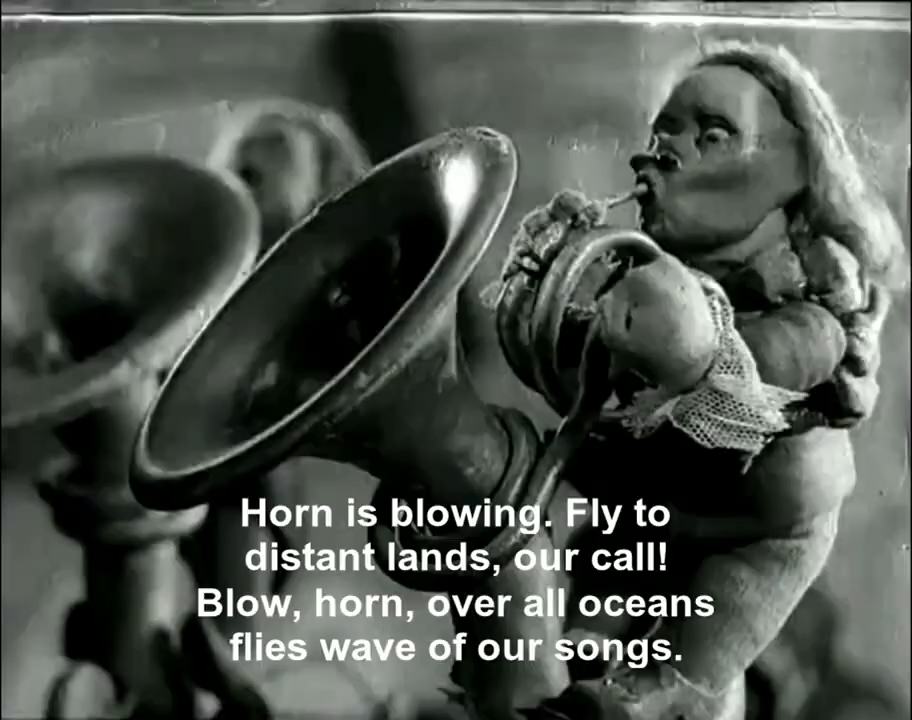 Horn is blowing. Fly to
distant lands, our call!
Blow, horn, over all oceans
flies wave of our songs.